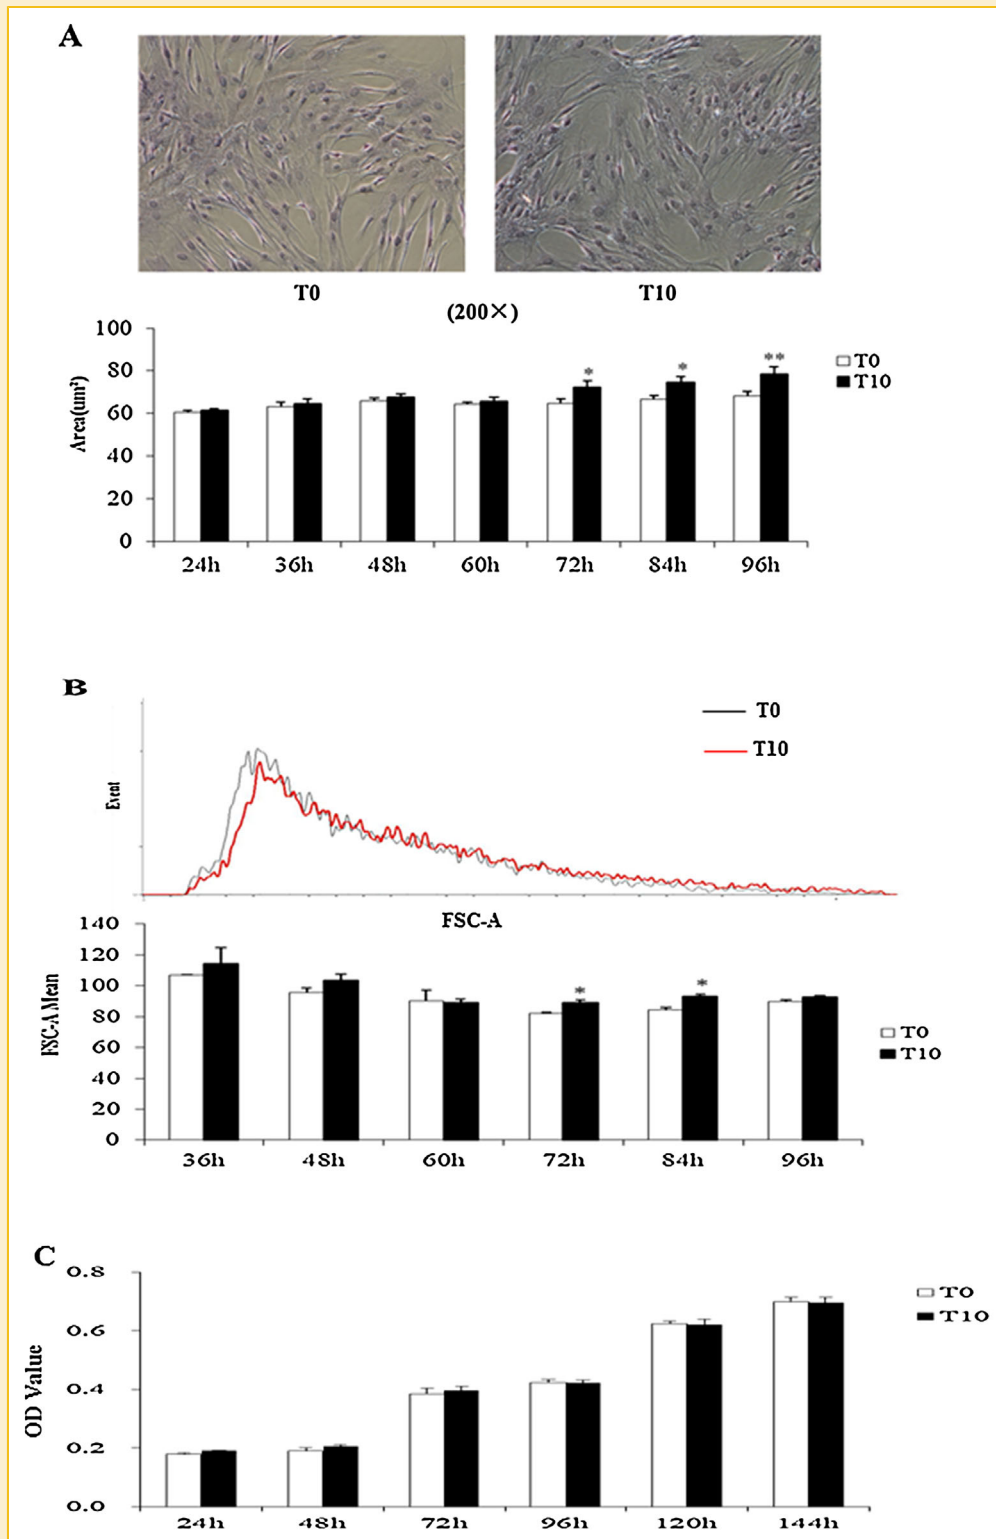 A
T0
T10
(200×)
100
80
60
40
20
0
Area(um²)
*
*
**
T0
T10
24h 36h 48h 60h 72h 84h 96h
B
T0
T10
Event
FSC-A
140
120
100
80
60
40
20
0
FSC-A Mean
*
*
T0
T10
36h 48h 60h 72h 84h 96h
C
0.8
0.6
0.4
0.2
0.0
OD Value
T0
T10
24h 48h 72h 96h 120h 144h